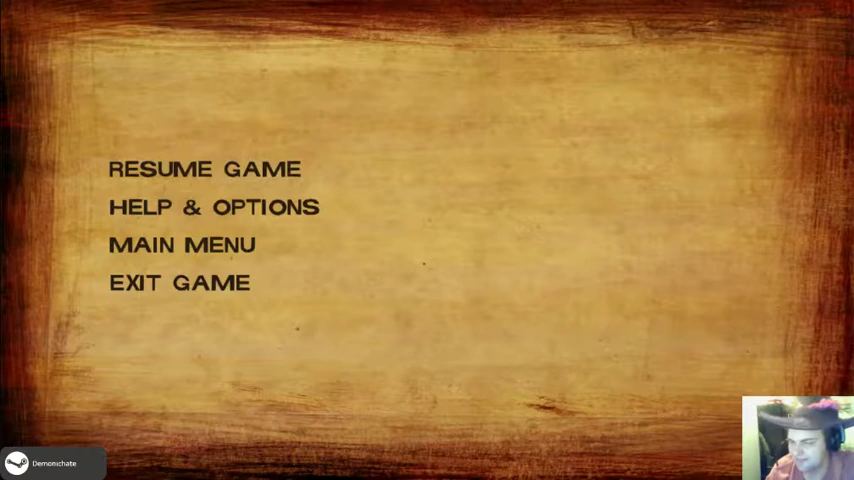 RESUME GAME
HELP & OPTIONS
MAIN MENU
EXIT GAME
Demonichate